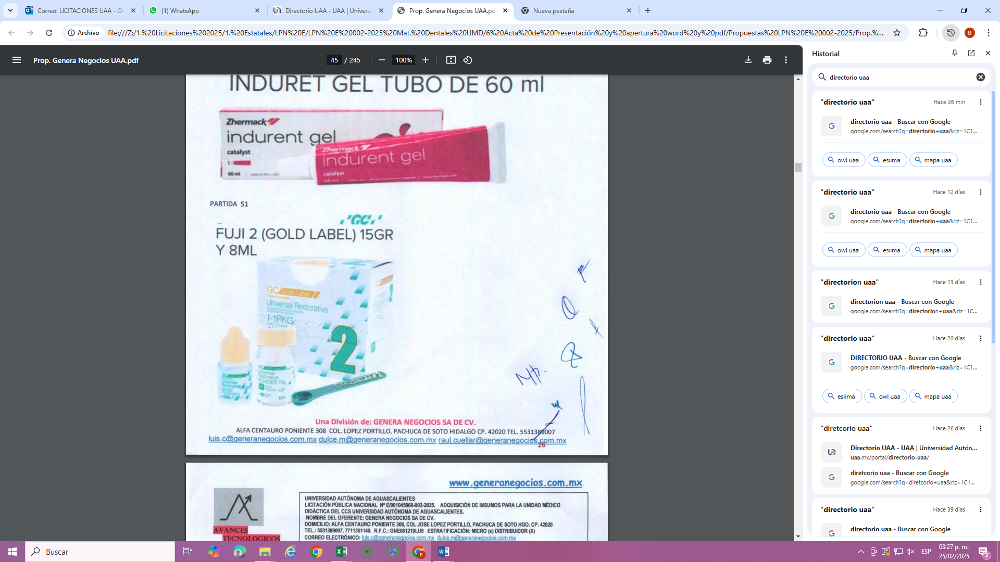 Correo: LICITACIONES UAA - Ou
(1) WhatsApp
Directorio UAA - UAA | Universi
Prop. Genera Negocios UAA.pdf
Nueva pestaña
Archivo
file:///Z:/1.%20Licitaciones%202025/1.%20Estatales/LPN%20E/LPN%20E%20002-2025%20Mat.%20Dentales%20UMD/6%20Acta%20de%20Presentación%20y%20apertura%20word%20y%20pdf/Propuestas%20LPN%20E%20002-2025/Prop.%...
B
Prop. Genera Negocios UAA.pdf
45 / 245
100%
INDURET GEL TUBO DE 60 ml
Zhermack
indurent gel
catalyst
1
60 ml
Zhermack
indurent gel
catalyst
60 ml
PARTIDA 51
'GC'
FUJI 2 (GOLD LABEL) 15GR
Y 8ML
GC Gold Label
Universal Restorative
1-1PKG
2
GC
Universal
Restorative
POWDER 15g
Una División de: GENERA NEGOCIOS SA DE CV.
ALFA CENTAURO PONIENTE 308 COL. LOPEZ PORTILLO, PACHUCA DE SOTO HIDALGO CP. 42020 TEL. 5531389007
luis.c@generanegocios.com.mx dulce.m@generanegocios.com.mx raul.cuellar@generanegocios.com.mx
26
www.generanegocios.com.mx
AVANCES
TECNOLOGICOS
UNIVERSIDAD AUTÓNOMA DE AGUASCALIENTES
LICITACIÓN PÚBLICA NACIONAL Nº E/901045968-002-2025. ADQUISICIÓN DE INSUMOS PARA LA UNIDAD MÉDICO
DIDÁCTICA DEL CCS UNIVERSIDAD AUTÓNOMA DE AGUASCALIENTES.
NOMBRE DEL OFERENTE: GENERA NEGOCIOS SA DE CV.
DOMICILIO: ALFA CENTAURO PONIENTE 308, COL JOSE LOPEZ PORTILLO, PACHUCA DE SOTO HGO. CP. 42020
TEL.: 5531389007, 7711351149. R.F.C.: GNE081219LU5 ESTRATIFICACIÓN: MICRO (x) DISTRIBUIDOR (X)
CORREO ELECTRÓNICO: luis.c@generanegocios.com.mx dulce.m@generanegocios.com.mx
Historial
directorio uaa
"directorio uaa"
Hace 26 min
directorio uaa - Buscar con Google
google.com/search?q=directorio+uaa&rlz=1C1...
owl uaa
esiima
mapa uaa
"directorio uaa"
Hace 12 días
directorio uaa - Buscar con Google
google.com/search?q=directorio+uaa&rlz=1C1...
owl uaa
esiima
mapa uaa
"directorion uaa"
Hace 13 días
directorion uaa - Buscar con Google
google.com/search?q=directorion+uaa&rlz=1C...
"directorio uaa"
Hace 20 días
DIRECTORIO UAA - Buscar con Google
google.com/search?q=directorio+uaa&rlz=1C1...
esiima
owl uaa
mapa uaa
"diretcorio uaa"
Hace 26 días
Directorio UAA - UAA | Universidad Autón...
uaa.mx/portal/directorio-uaa/
diretcorio uaa - Buscar con Google
google.com/search?q=diretcorio+uaa&rlz=1C1...
"directorio uaa"
Hace 39 días
directorio uaa - Buscar con Google
Buscar
ESP
03:27 p. m.
25/02/2025
2